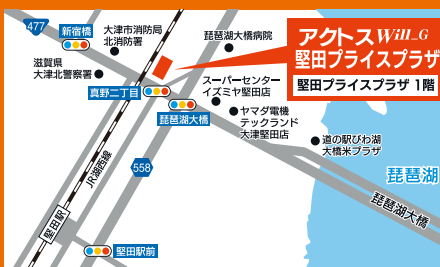 477
新宿橋
大津市消防局
北消防署
琵琶湖大橋病院
アクトスWill_G
堅田プライスプラザ
堅田プライスプラザ 1階
滋賀県
大津北警察署
真野二丁目
スーパーセンター
イズミヤ堅田店
琵琶湖大橋
ヤマダ電機
テックランド
大津堅田店
道の駅びわ湖
大橋米プラザ
JR湖西線
558
琵琶湖
琵琶湖大橋
堅田駅
堅田駅前